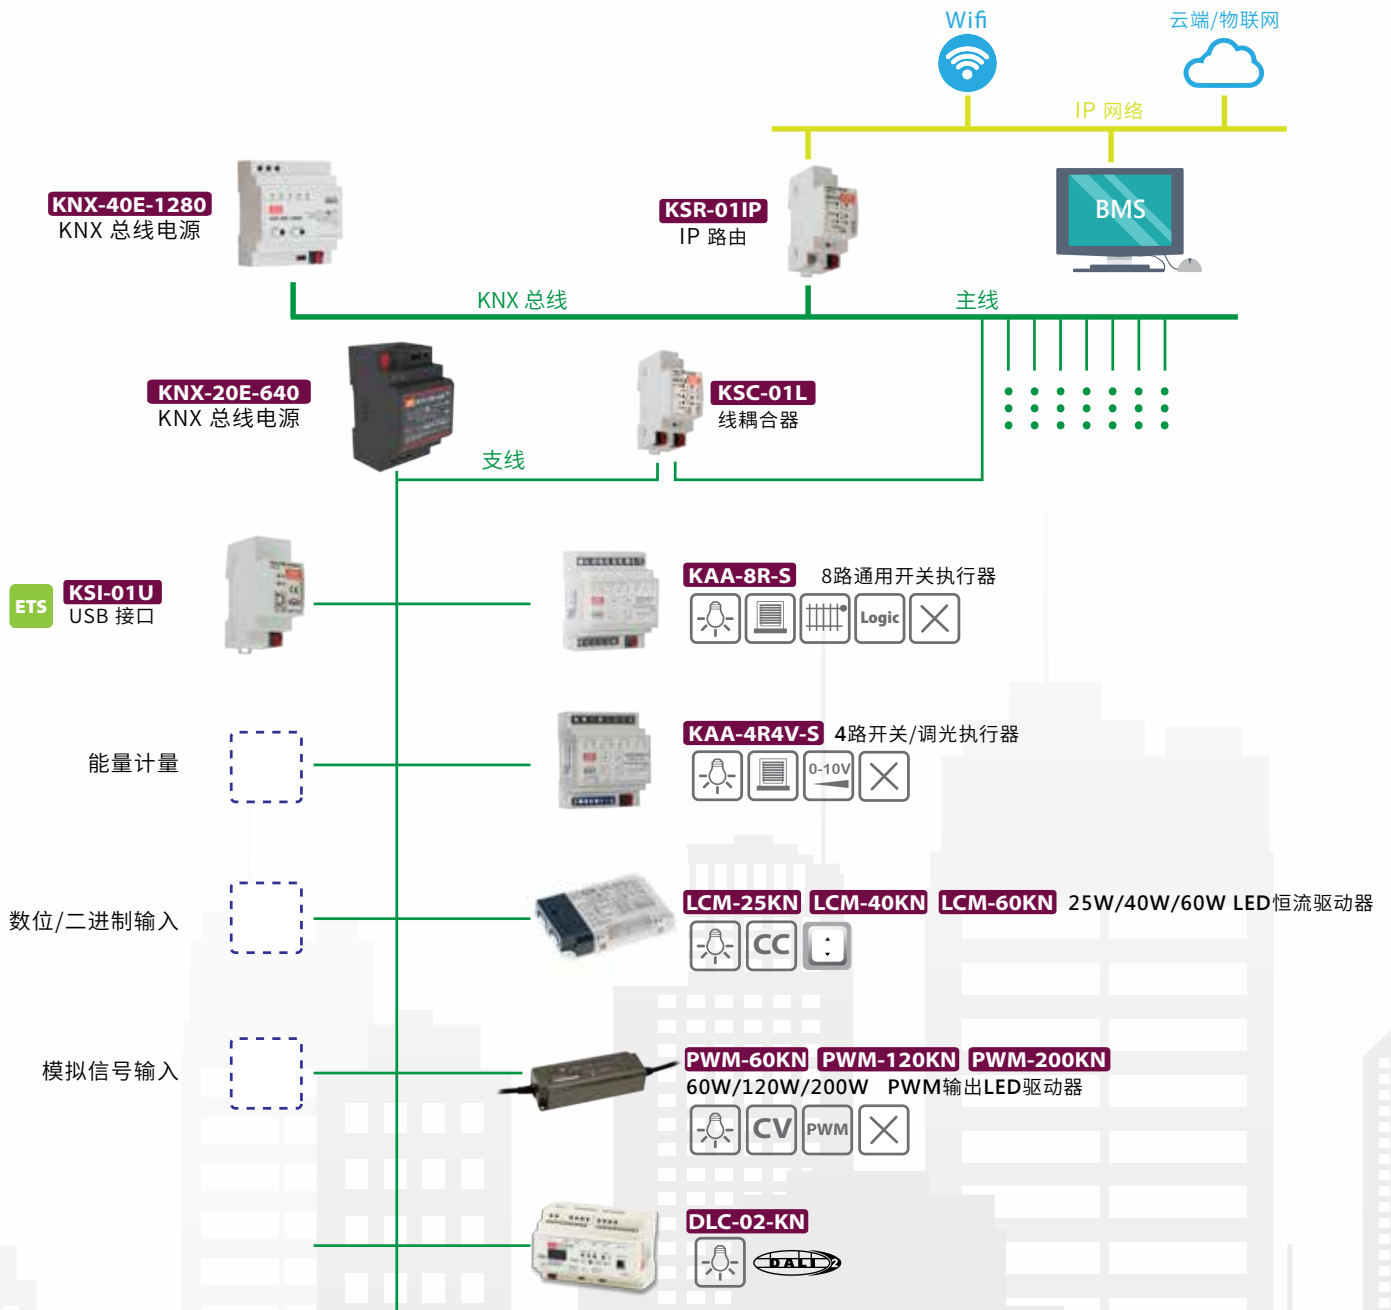 Wifi
云端/物联网
IP 网络
KNX-40E-1280
KNX 总线电源
KSR-01IP
IP 路由
BMS
KNX 总线
主线
KNX-20E-640
KNX 总线电源
KSC-01L
线耦合器
支线
ETS
KSI-01U
USB 接口
KAA-8R-S 8路通用开关执行器
Logic
能量计量
KAA-4R4V-S 4路开关/调光执行器
0-10V
数位/二进制输入
LCM-25KN LCM-40KN LCM-60KN 25W/40W/60W LED恒流驱动器
CC
模拟信号输入
PWM-60KN PWM-120KN PWM-200KN
60W/120W/200W PWM输出LED驱动器
CV PWM
DLC-02-KN
DALI 2